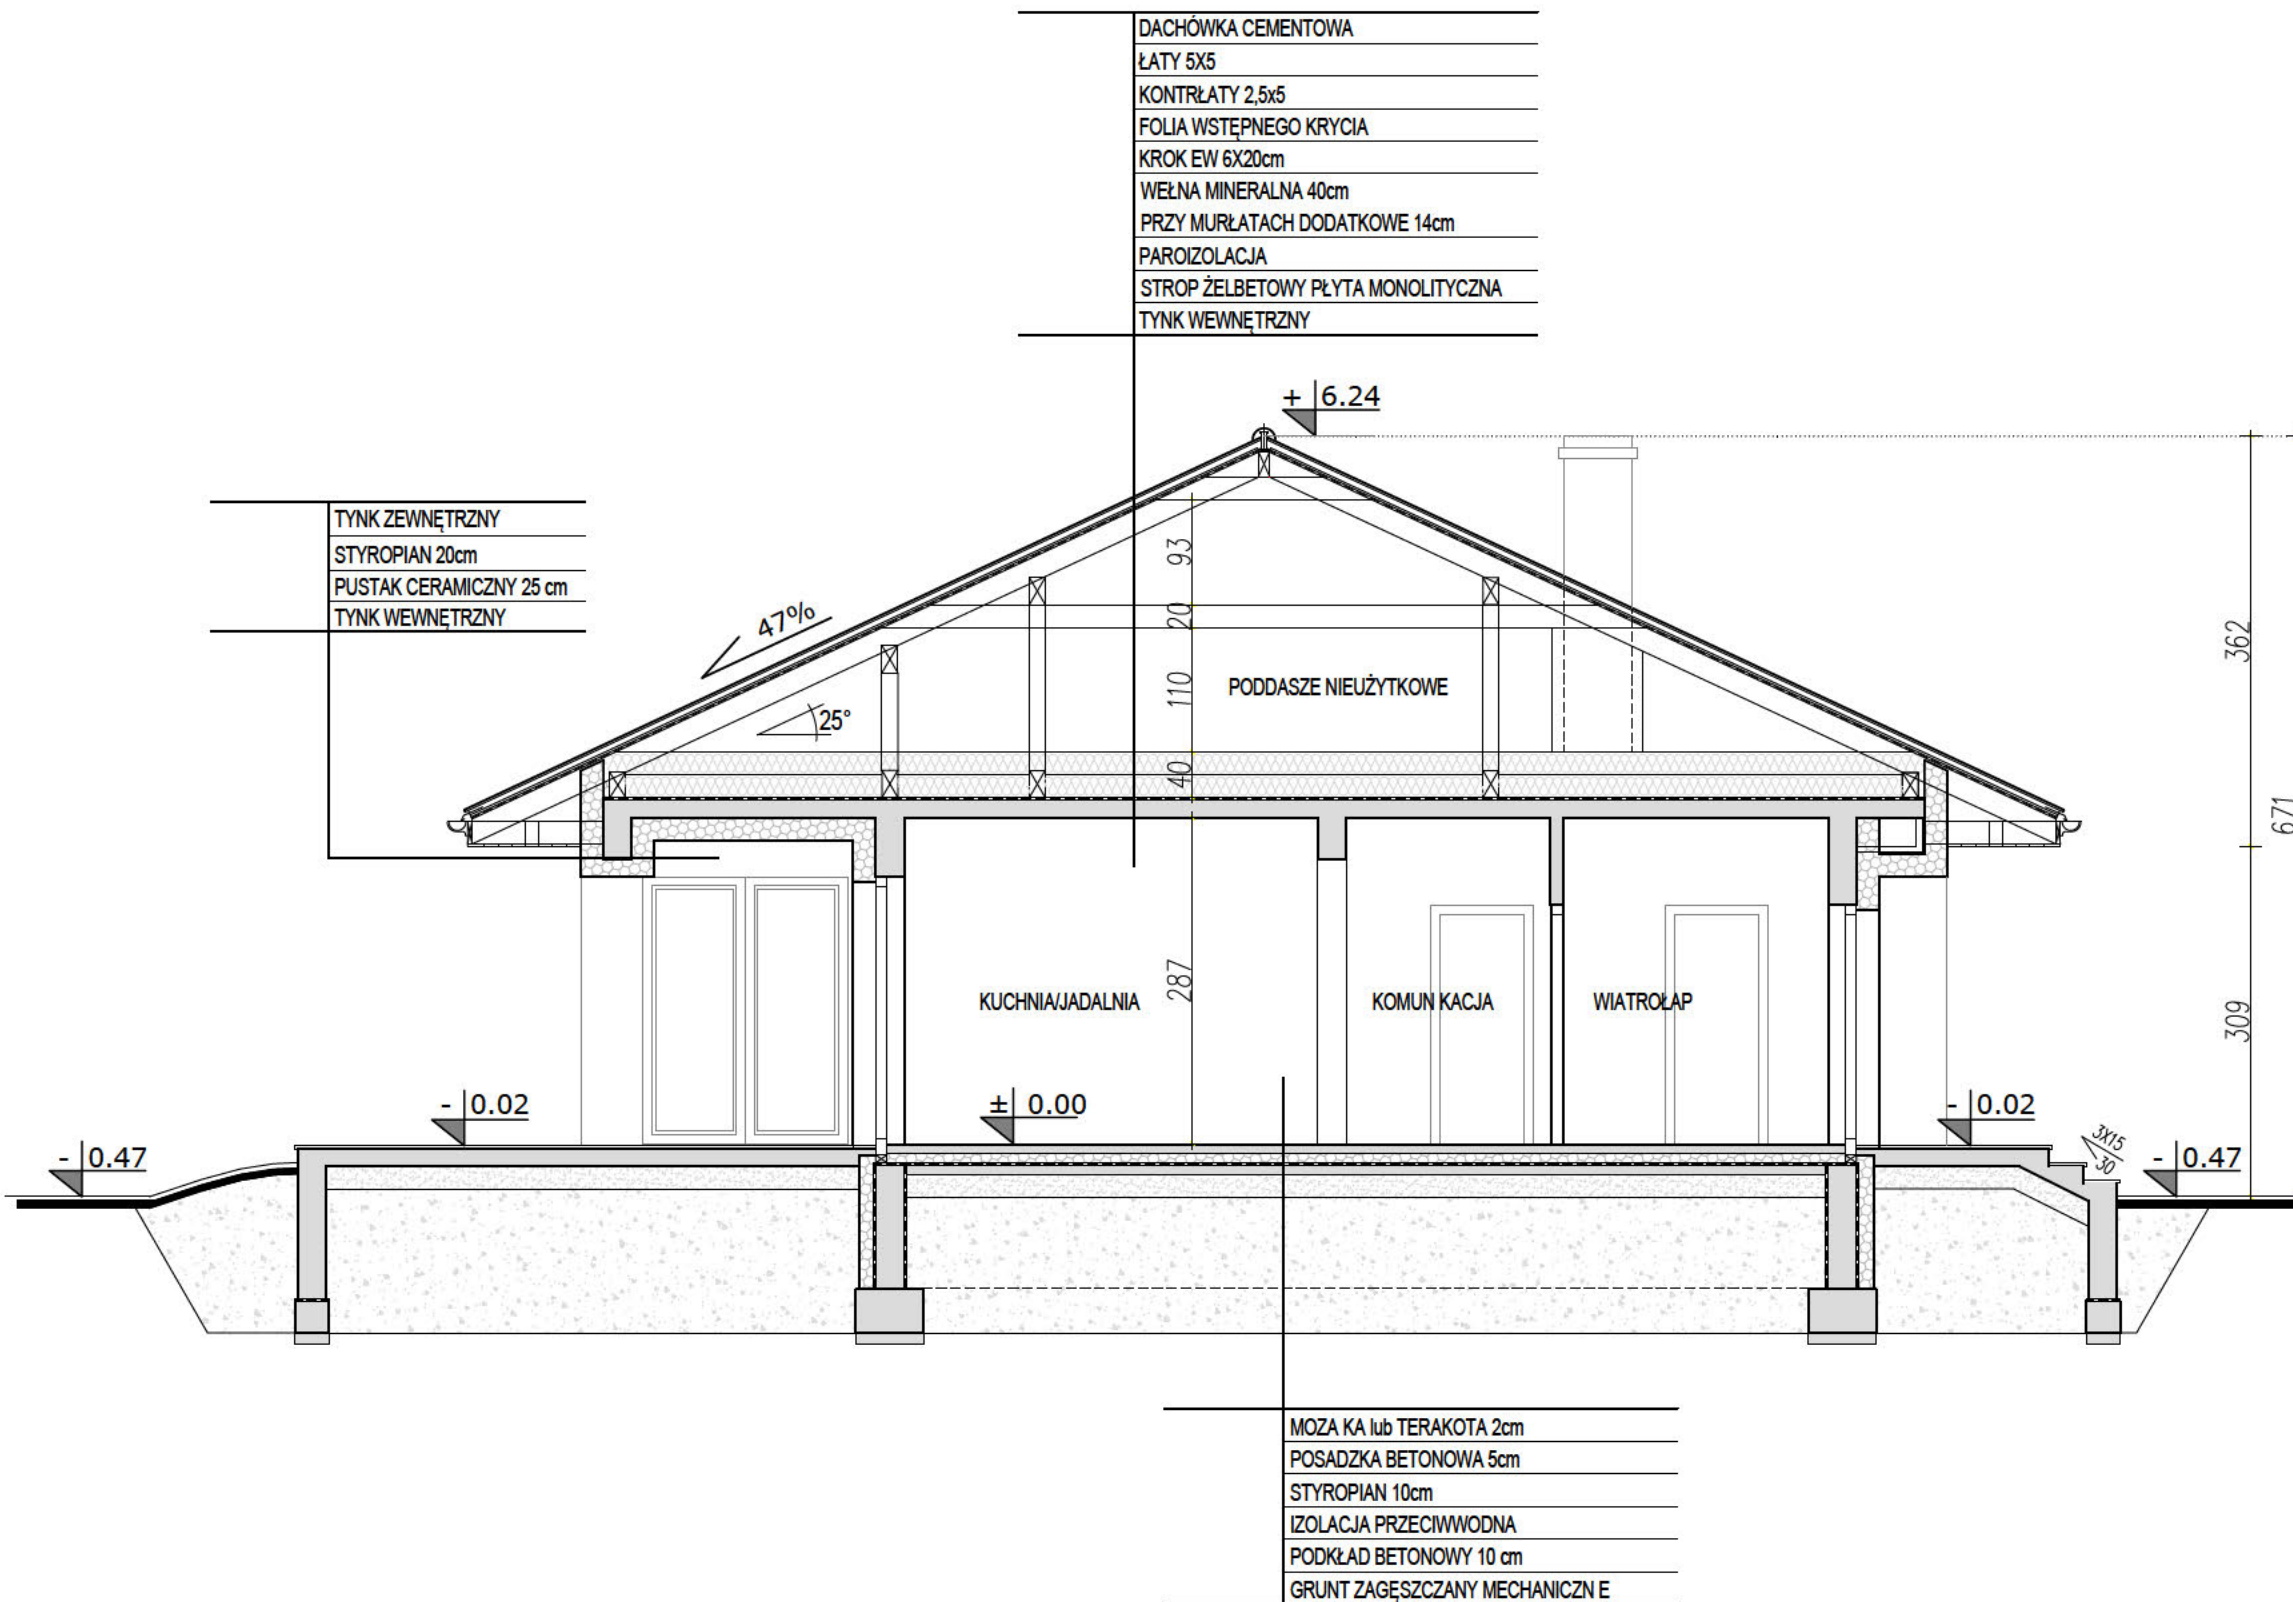 DACHÓWKA CEMENTOWA
ŁATY 5X5
KONTRŁATY 2,5x5
FOLIA WSTĘPNEGO KRYCIA
KROK EW 6X20cm
WEŁNA MINERALNA 40cm
PRZY MURŁATACH DODATKOWE 14cm
PAROIZOLACJA
STROP ŻELBETOWY PŁYTA MONOLITYCZNA
TYNK WEWNĘTRZNY
+ 6.24
TYNK ZEWNĘTRZNY
STYROPIAN 20cm
PUSTAK CERAMICZNY 25 cm
TYNK WEWNĘTRZNY
47%
25°
93
20
110
40
287
PODDASZE NIEUŻYTKOWE
362
671
309
KUCHNIA/JADALNIA
KOMUN KACJA
WIATROŁAP
- 0.47
- 0.02
± 0.00
- 0.02
3X15
30
- 0.47
MOZA KA lub TERAKOTA 2cm
POSADZKA BETONOWA 5cm
STYROPIAN 10cm
IZOLACJA PRZECIWWODNA
PODKŁAD BETONOWY 10 cm
GRUNT ZAGĘSZCZANY MECHANICZN E